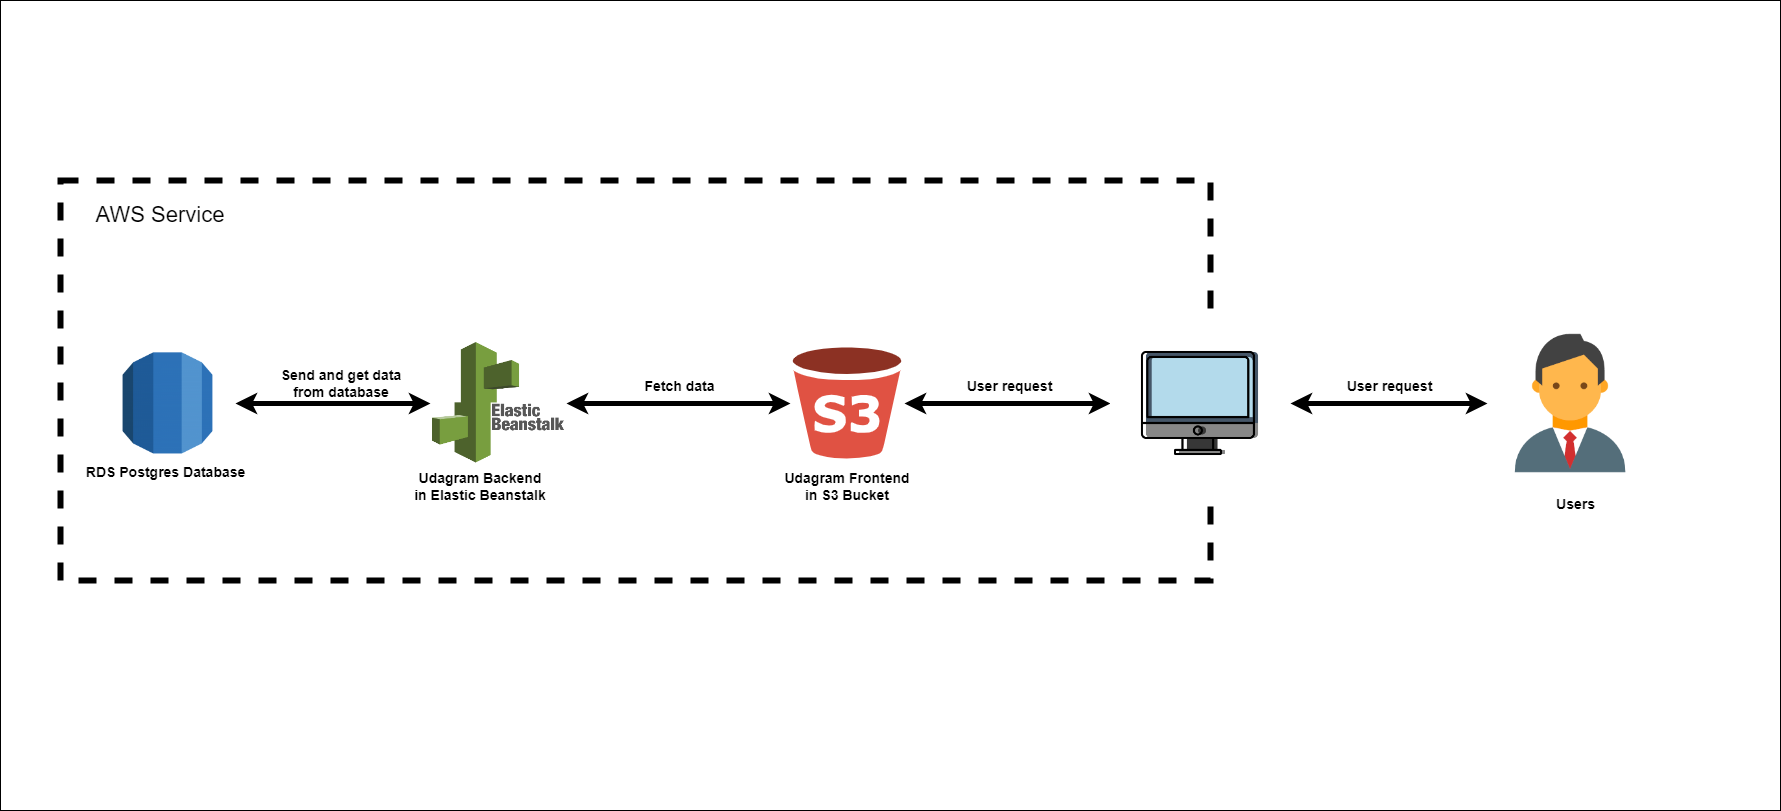 AWS Service
Send and get data
from database
Fetch data
User request
User request
Elastic
Beanstalk
S3
RDS Postgres Database
Udagram Backend
in Elastic Beanstalk
Udagram Frontend
in S3 Bucket
Users